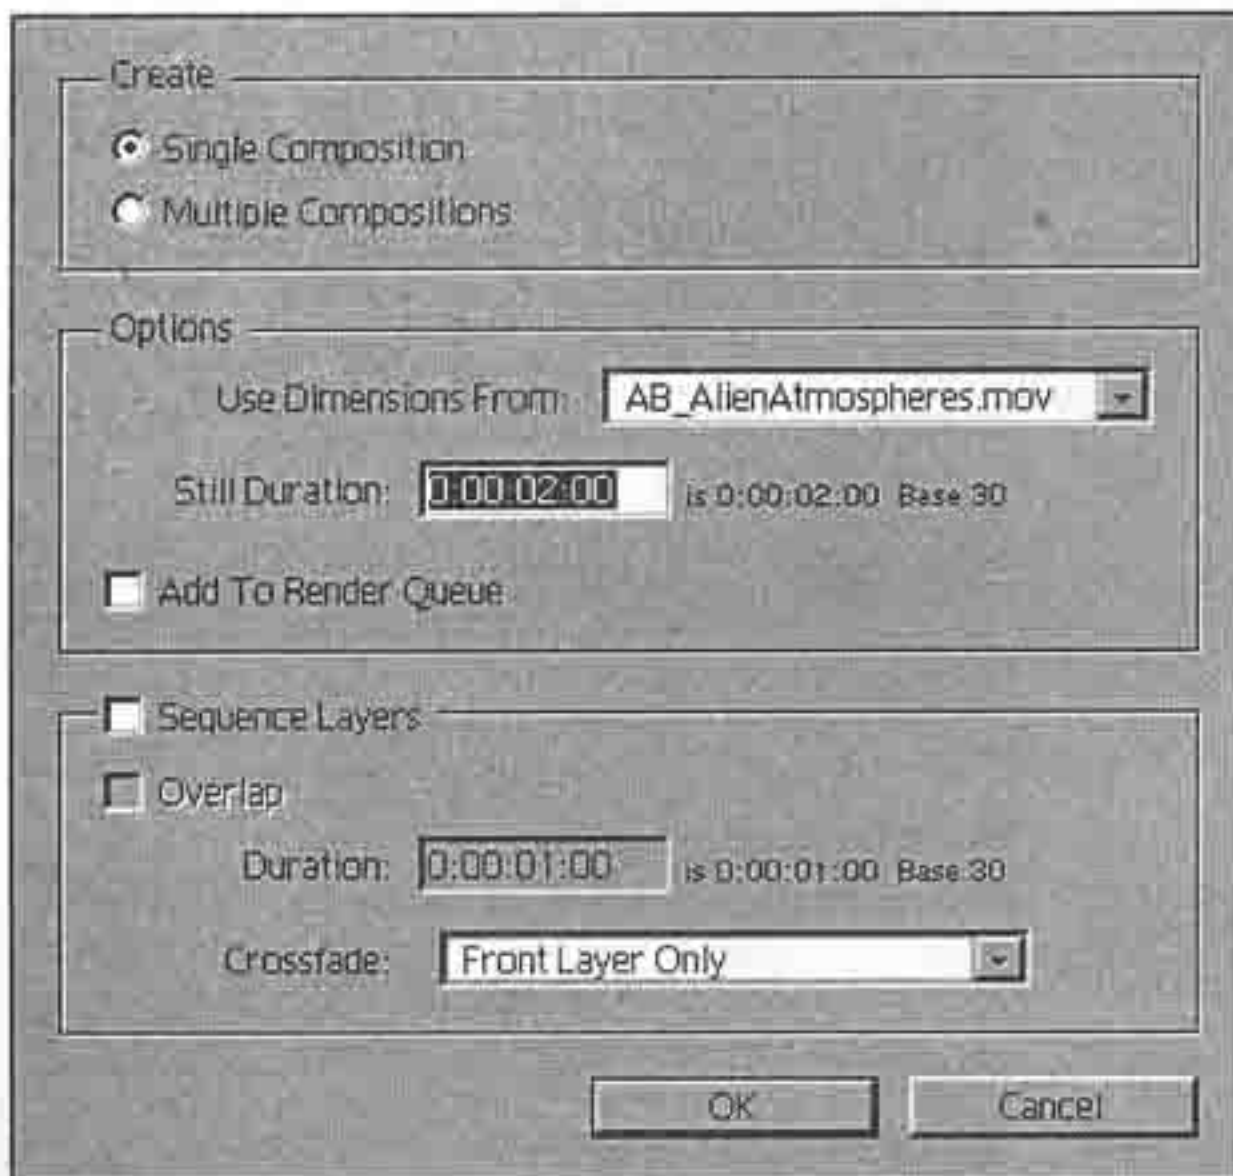 Create
Single Composition
Multiple Compositions
Options
Use Dimensions From: AB_AlienAtmospheres.mov
Still Duration: 0:00:02:00 is 0:00:02:00 Base 30
Add To Render Queue
Sequence Layers
Overlap
Duration: 0:00:01:00 is 0:00:01:00 Base 30
Crossfade: Front Layer Only
OK Cancel